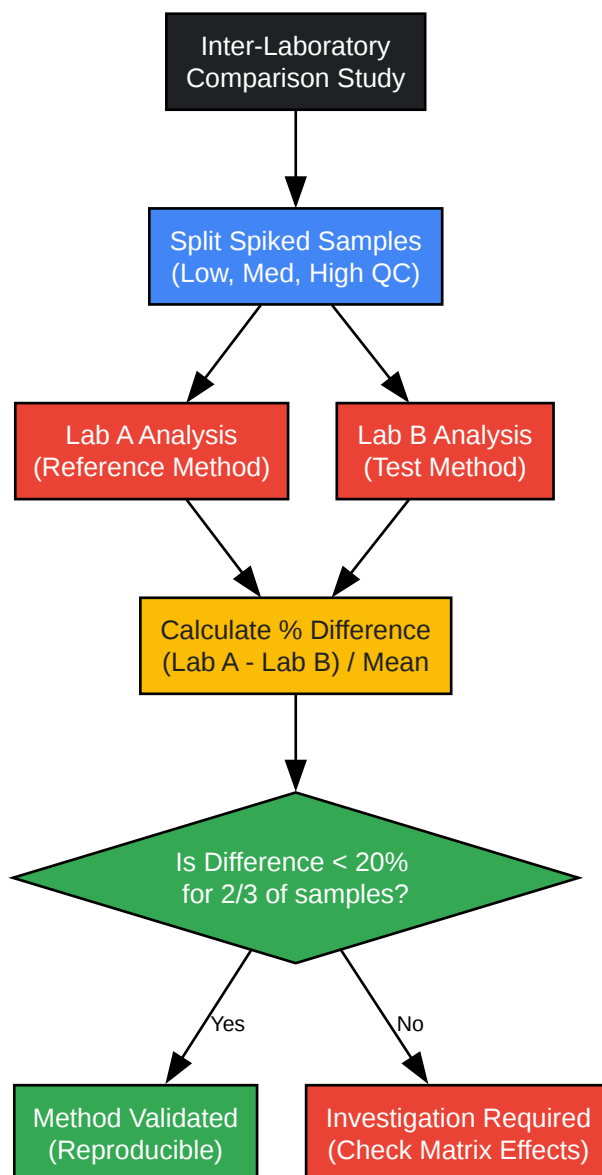 Inter-Laboratory
Comparison Study
Split Spiked Samples
(Low, Med, High QC)
Lab A Analysis
(Reference Method)
Lab B Analysis
(Test Method)
Calculate % Difference
(Lab A - Lab B) / Mean
Is Difference < 20%
for 2/3 of samples?
Yes
No
Method Validated
(Reproducible)
Investigation Required
(Check Matrix Effects)